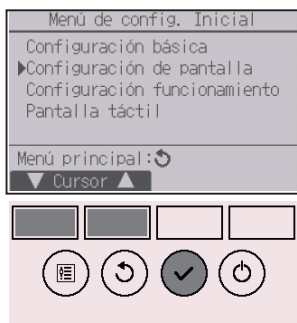 Menú de config. Inicial
Configuración básica
▶Configuración de pantalla
Configuración funcionamiento
Pantalla táctil
Menú principal:
▼ Cursor ▲